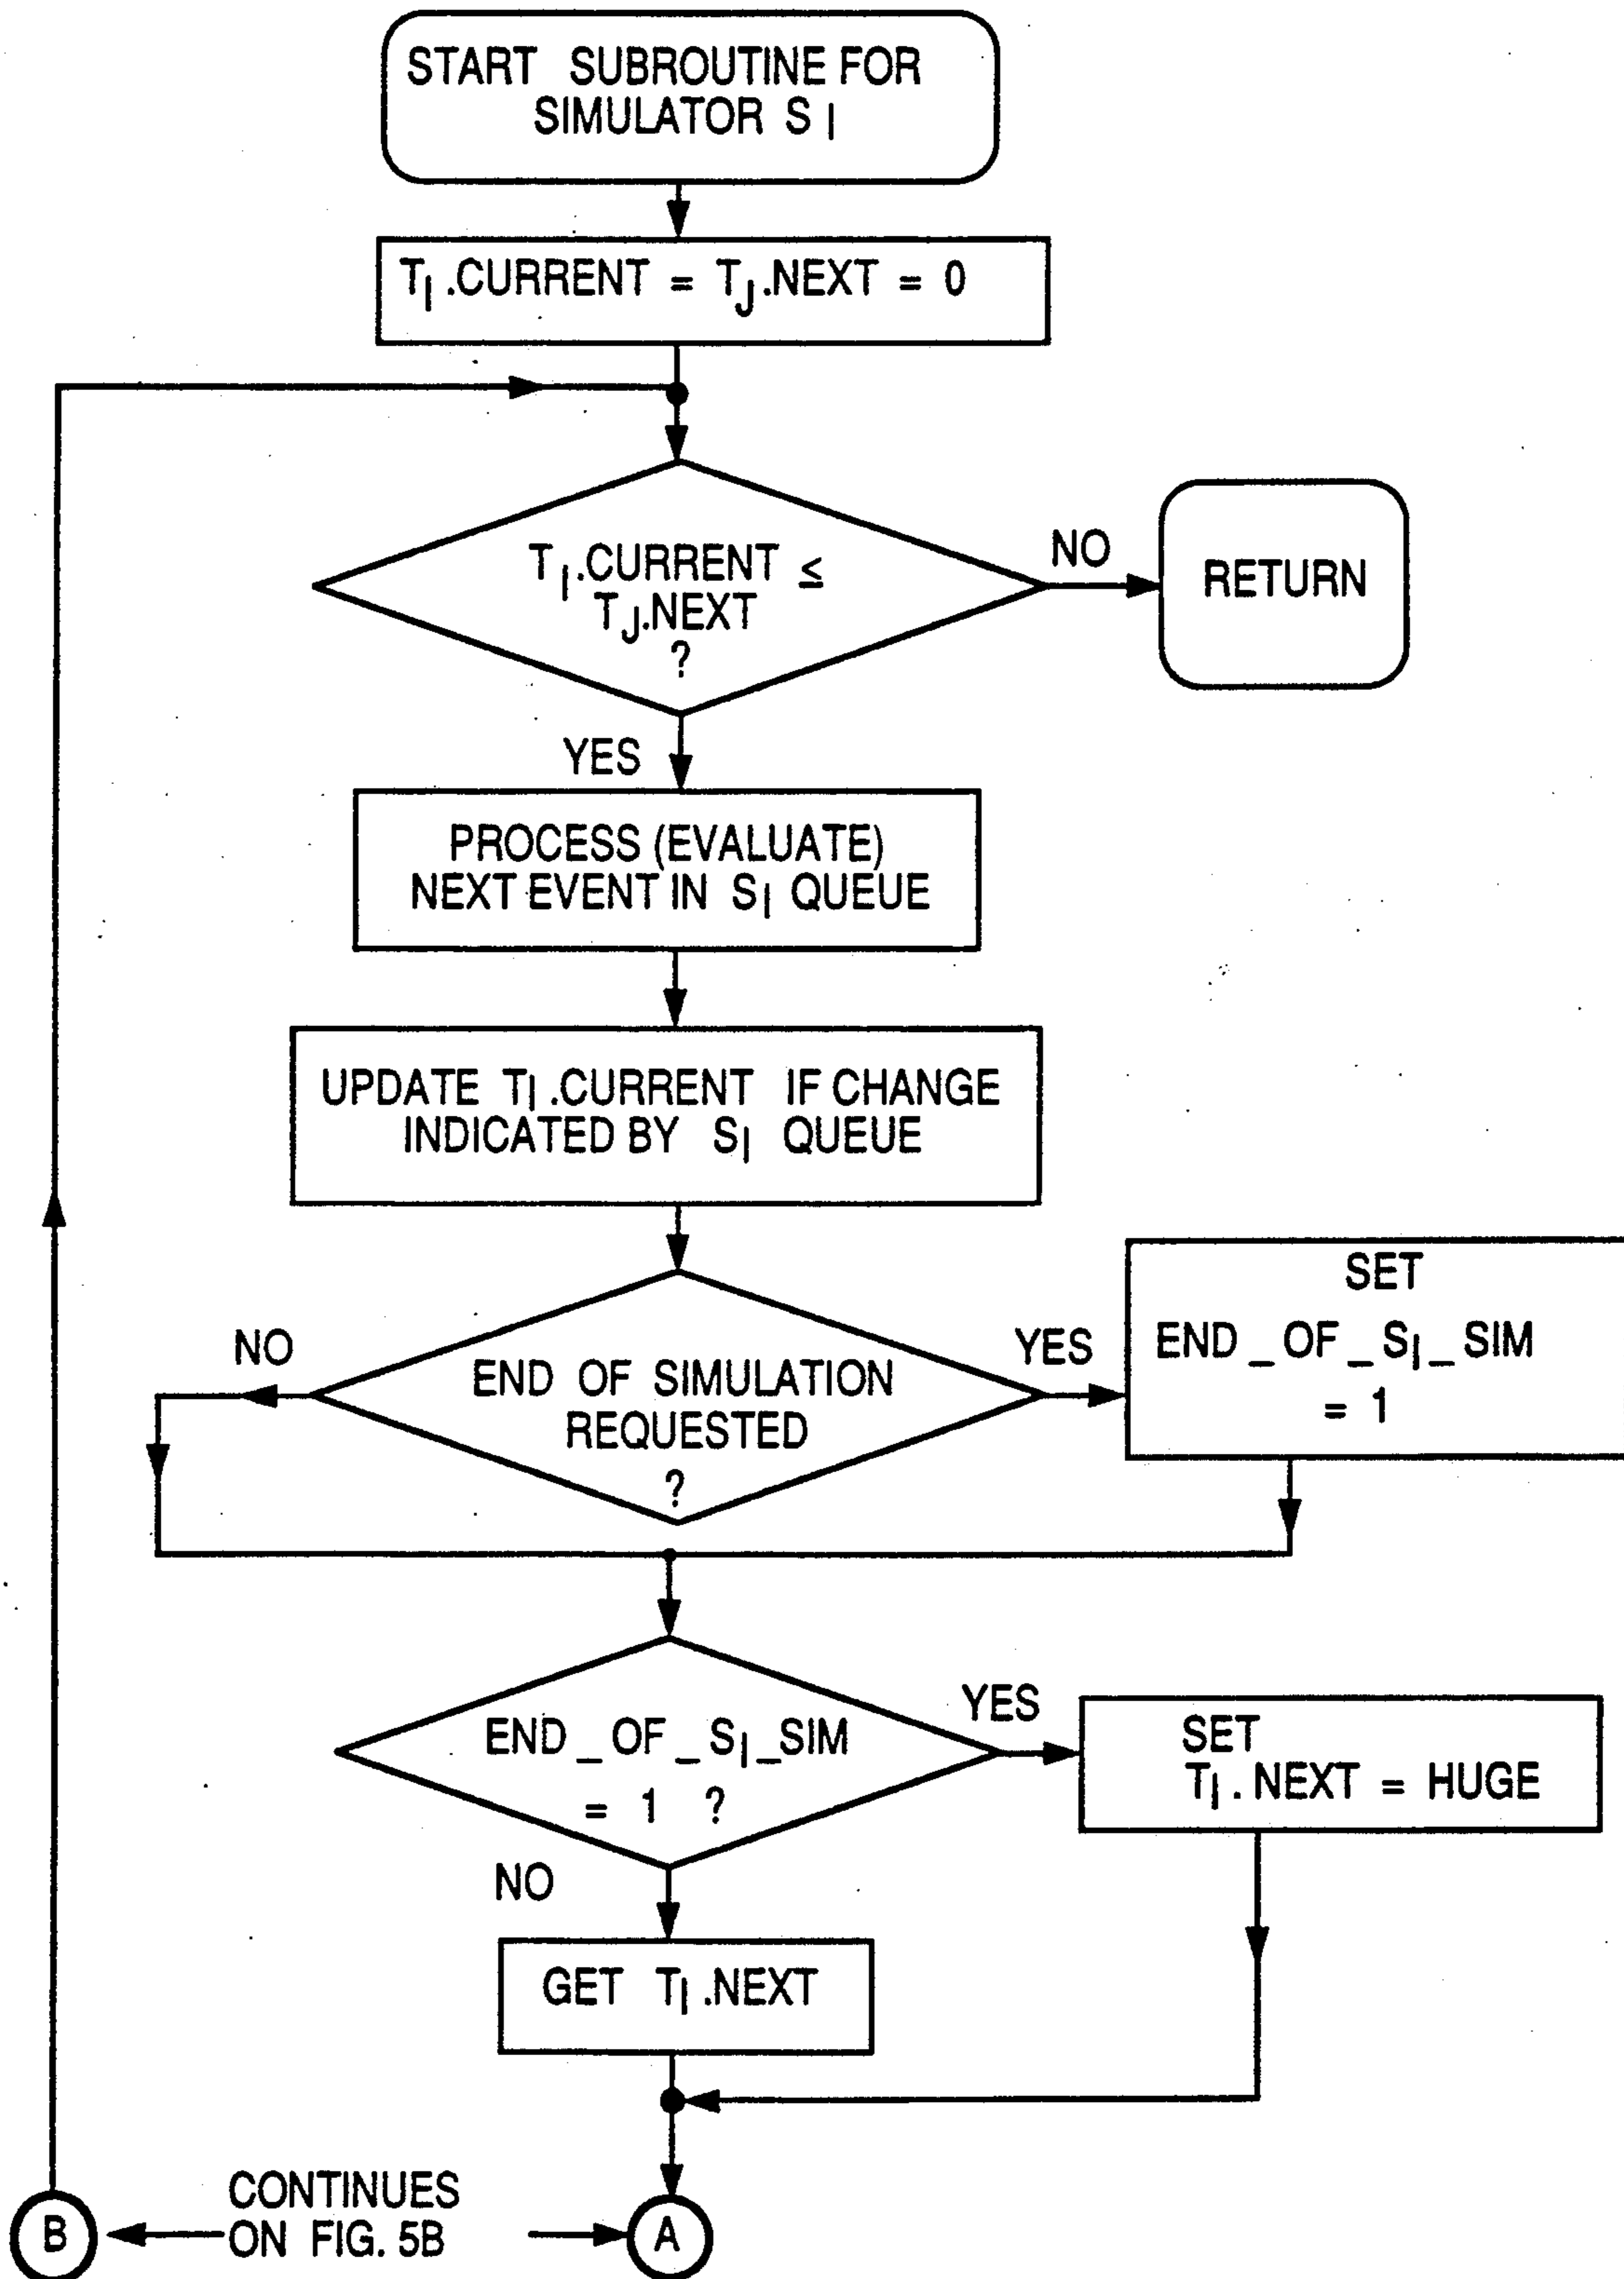 START SUBROUTINE FOR
SIMULATOR S I
T I .CURRENT = T J .NEXT = 0
T I .CURRENT ≤
T J .NEXT
?
NO
RETURN
YES
PROCESS (EVALUATE)
NEXT EVENT IN S I QUEUE
UPDATE T I .CURRENT IF CHANGE
INDICATED BY S I QUEUE
END OF SIMULATION
REQUESTED
?
NO
YES
SET
END _ OF _ S I _ SIM
= 1
END _ OF _ S I _ SIM
= 1 ?
YES
SET
T I . NEXT = HUGE
NO
GET T I .NEXT
CONTINUES
ON FIG. 5B
B
A